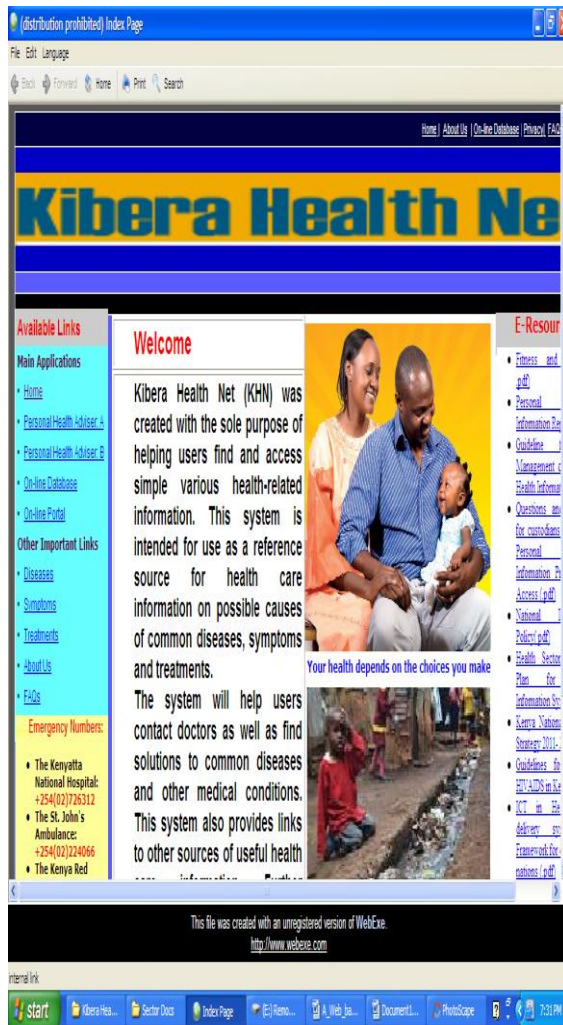 (distribution prohibited) Index Page
File Edit Language
Back Forward Home Print Search
Home | About Us | On-line Database | Privacy| FAQ
Kibera Health Ne
Available Links
Main Applications
• Home
• Personal Health Adviser: A
• Personal Health Adviser: B
• On-line Database
• On-line Portal
Other Important Links
• Diseases
• Symptoms
• Treatments
• About Us
• FAQs
Emergency Numbers:
• The Kenyatta
National Hospital:
+254(02)726312
• The St. John's
Ambulance:
+254(02)224066
• The Kenya Red
Welcome
Kibera Health Net (KHN) was
created with the sole purpose of
helping users find and access
simple various health-related
information. This system is
intended for use as a reference
source for health care
information on possible causes
of common diseases, symptoms
and treatments.
The system will help users
contact doctors as well as find
solutions to common diseases
and other medical conditions.
This system also provides links
to other sources of useful health
care information. Further
Your health depends on the choices you make
E-Resour
• Fitness and
.pdf)
• Personal
Information Re
• Guideline
Management
Health Informat
• Questions and
for custodians
Personal
Information P
Access (.pdf)
• National
Policy(.pdf)
• Health Sector
Plan for
Information Sy
• Kenya Nationa
Strategy 2011-
• Guidelines fo
HIV/AIDS in Ke
• ICT in He
delivery sy
Framework for
nations (.pdf)
This file was created with an unregistered version of WebExe.
http://www.webexe.com
internal link
start Kibera Hea... Sector Docs Index Page (E:) Remo... A_Web_ba... Document1... PhotoScape 7:31 PM